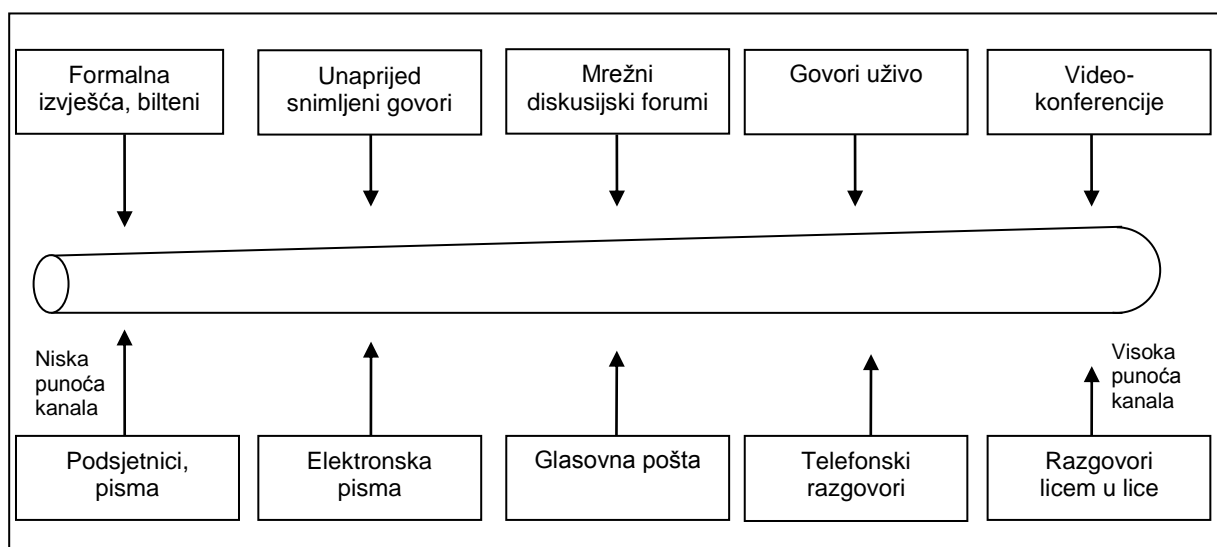 Formalna
izvješća, bilteni
Unaprijed
snimljeni govori
Mrežni
diskusijski forumi
Govori uživo
Video-
konferencije
Niska
punoća
kanala
Visoka
punoća
kanala
Podsjetnici,
pisma
Elektronska
pisma
Glasovna pošta
Telefonski
razgovori
Razgovori
licem u lice